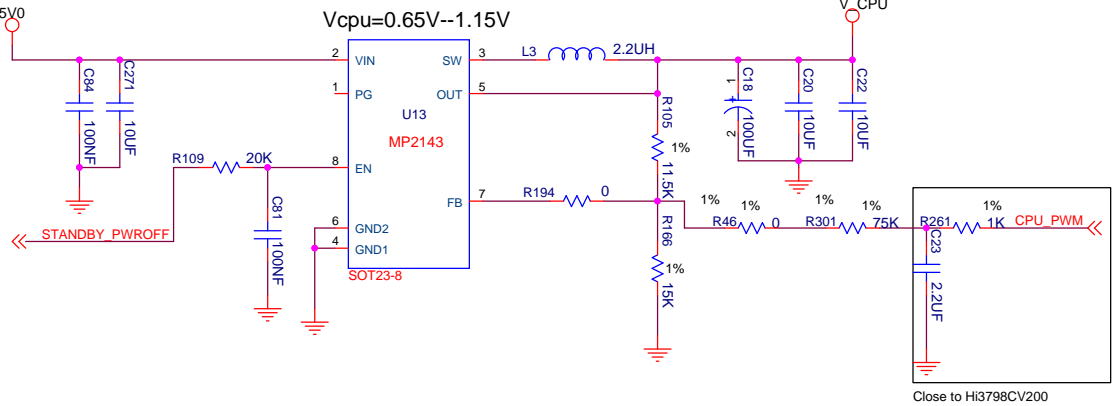 5V0
Vcpu=0.65V--1.15V
V_CPU
2
VIN
SW
3
L3
2.2UH
C84
100NF
C271
10UF
1
PG
OUT
5
U13
MP2143
R105
1%
11.5K
1
+
C18
2
100UF
C20
10UF
C22
10UF
R109
20K
8
EN
FB
7
R194
0
C81
100NF
STANDBY_PWROFF
6
GND2
4
GND1
SOT23-8
R166
1%
15K
1%
R46
1%
0
1%
R301
1%
75K
R261
1%
1K
CPU_PWM
C23
2.2UF
Close to Hi3798CV200